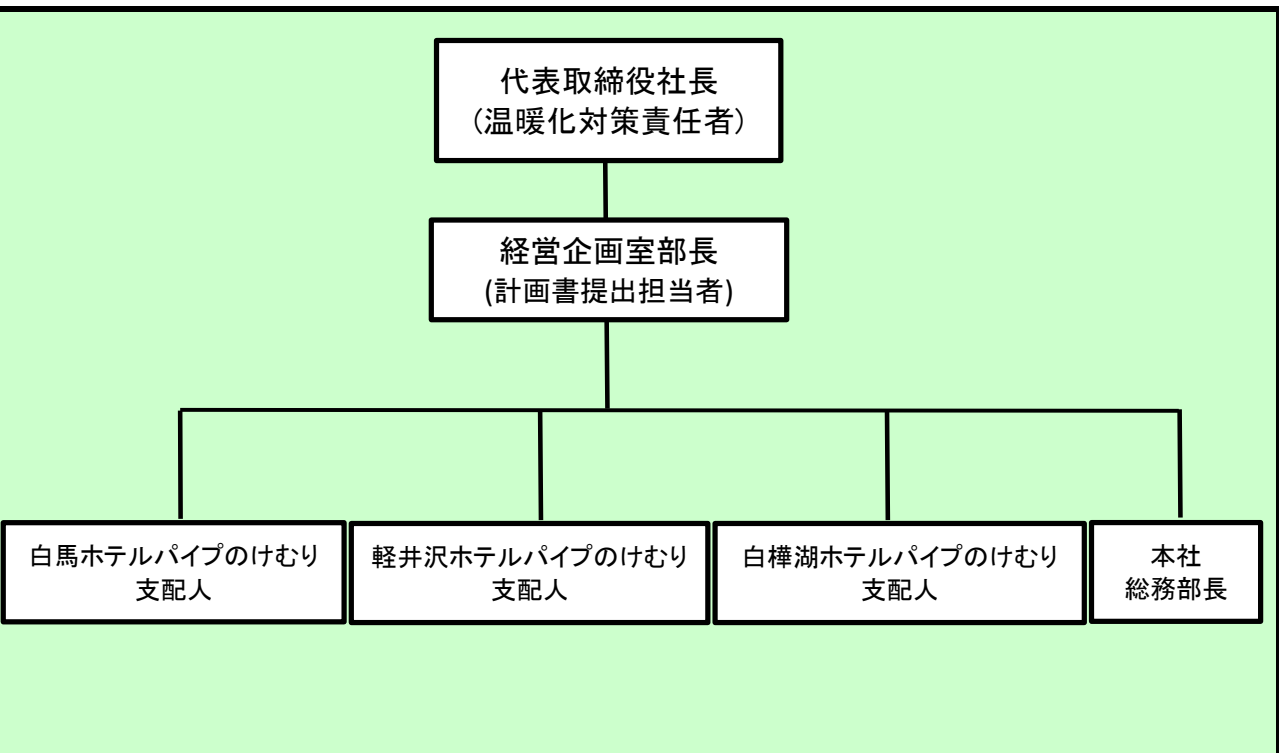 代表取締役社長
（温暖化対策責任者）
経営企画室部長
(計画書提出担当者)
白馬ホテルパイプのけむり
支配人
軽井沢ホテルパイプのけむり
支配人
白樺湖ホテルパイプのけむり
支配人
本社
総務部長